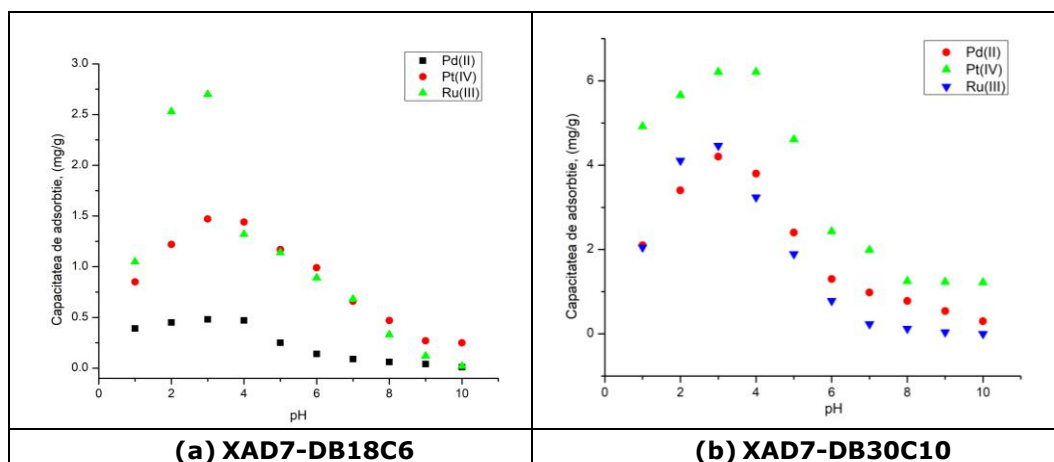 Pd(II)
Pt(IV)
Ru(III)
3.0
2.5
2.0
1.5
1.0
0.5
0.0
Capacitatea de adsorbtie, (mg/g)
0 2 4 6 8 10
pH
(a) XAD7-DB18C6
Pd(II)
Pt(IV)
Ru(III)
6
4
2
0
Capacitatea de adsorbtie, (mg/g)
0 2 4 6 8 10
pH
(b) XAD7-DB30C10